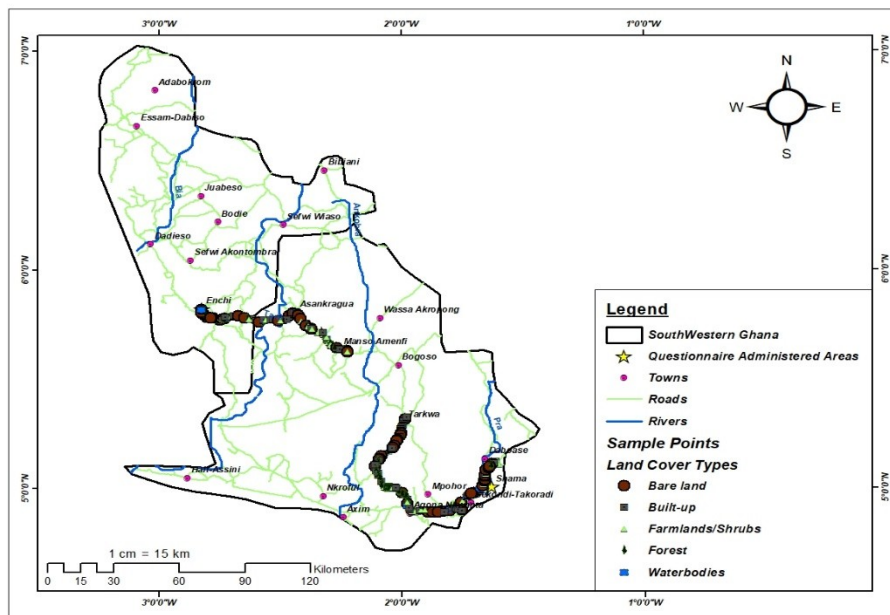 3°0'0"W
2°0'0"W
1°0'0"W
7°0'0"N
7°0'0"N
N
W
E
S
Adabokrom
Essam-Dabiso
Bia
Bibiani
Juabeso
Bodie
Sefwi Wiaso
Dadieso
Sefwi Akontombra
6°0'0"N
6°0'0"N
Enchi
Asankragua
Wassa Akropong
Manso Amenfi
Bogoso
Tarkwa
Pra
Daboase
Shama
Half-Assini
Mpohor
Nkroful
Axim
5°0'0"N
5°0'0"N
Legend
SouthWestern Ghana
Questionnaire Administered Areas
Towns
Roads
Rivers
Sample Points
Land Cover Types
Bare land
Built-up
Farmlands/Shrubs
Forest
Waterbodies
1 cm = 15 km
Kilometers
0 15 30 60 90 120
3°0'0"W
2°0'0"W
1°0'0"W